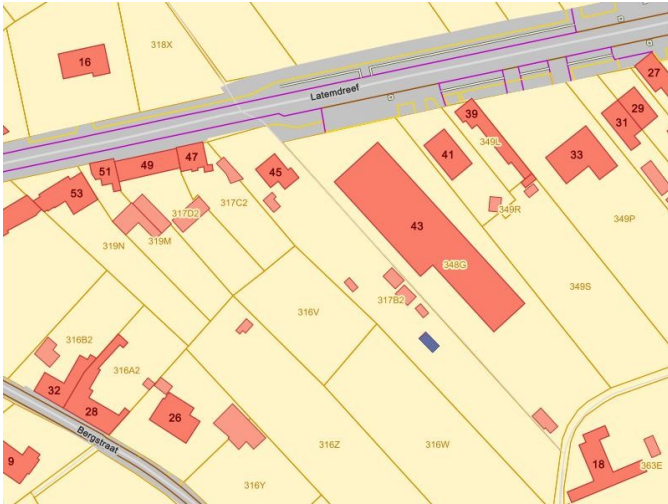 318X
16
27
Latemdreef
29
39
31
51
49
47
41
349L
33
45
53
317D2
317C2
349R
43
349P
319N
319M
348G
349S
317B2
316V
316B2
316A2
32
28
26
Bergstraat
316Z
316W
9
18
363E
316Y